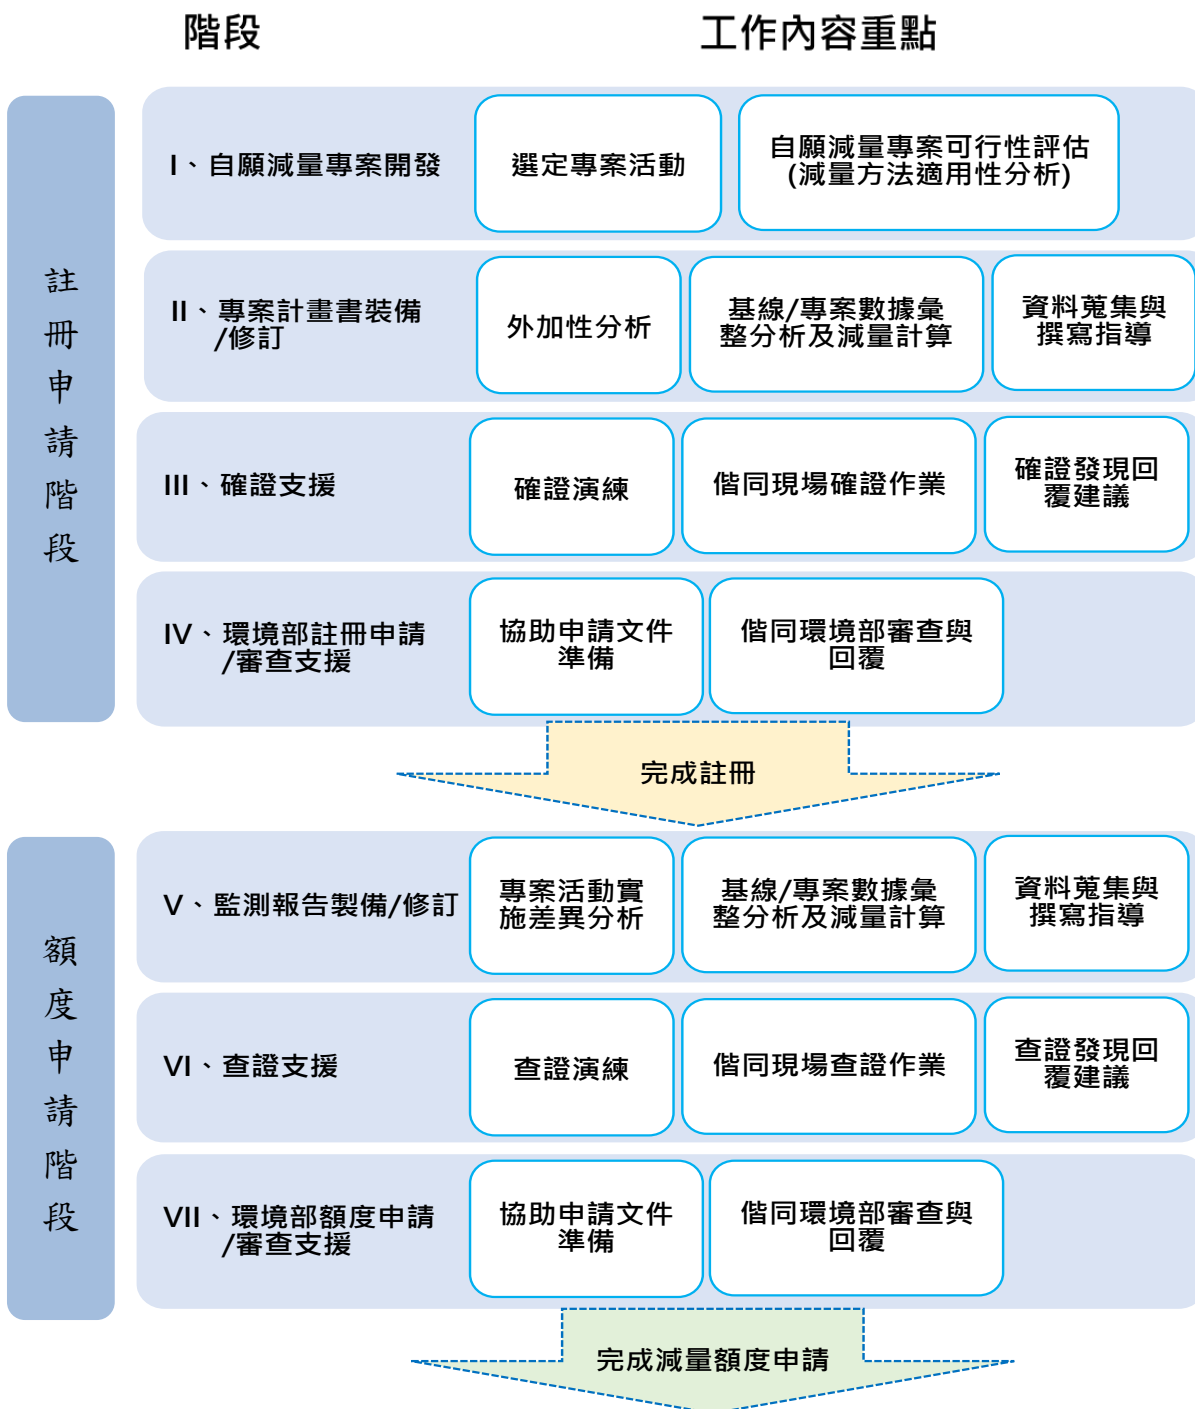 階段
工作內容重點
註冊申請階段
I、自願減量專案開發
選定專案活動
自願減量專案可行性評估
(減量方法適用性分析)
II、專案計畫書裝備
/修訂
外加性分析
基線/專案數據彙
整分析及減量計算
資料蒐集與
撰寫指導
III、確證支援
確證演練
偕同現場確證作業
確證發現回
覆建議
IV、環境部註冊申請
/審查支援
協助申請文件
準備
偕同環境部審查與
回覆
完成註冊
額度申請階段
V、監測報告製備/修訂
專案活動實
施差異分析
基線/專案數據彙
整分析及減量計算
資料蒐集與
撰寫指導
VI、查證支援
查證演練
偕同現場查證作業
查證發現回
覆建議
VII、環境部額度申請
/審查支援
協助申請文件
準備
偕同環境部審查與
回覆
完成減量額度申請